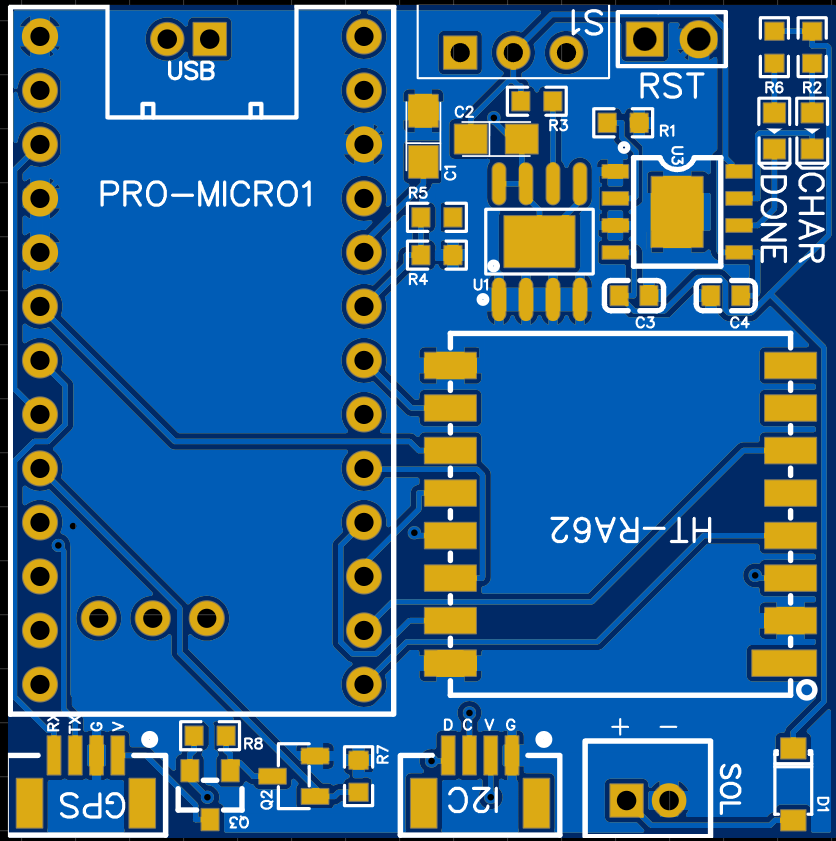 S1
USB
RST
R6 R2
C2
R3
R1
C1
U3
PRO-MICRO1
DONE
CHAR
R5
R4
U1
C3
C4
HT-RA62
RX TX G V
R8
R7
D C V G
+ -
GPS
Q3
Q2
I2C
SOL
D1